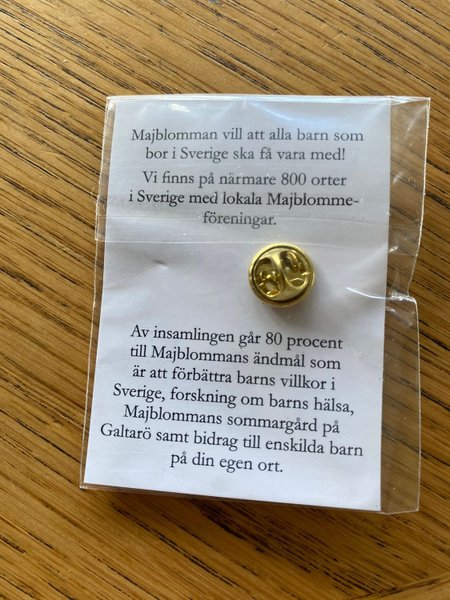 Majblomman vill att alla barn som
bor i Sverige ska få vara med!
Vi finns på närmare 800 orter
i Sverige med lokala Majblomme-
föreningar.
Av insamlingen går 80 procent
till Majblommans ändmål som
är att förbättra barns villkor i
Sverige, forskning om barns hälsa,
Majblommans sommargård på
Galtarö samt bidrag till enskilda barn
på din egen ort.